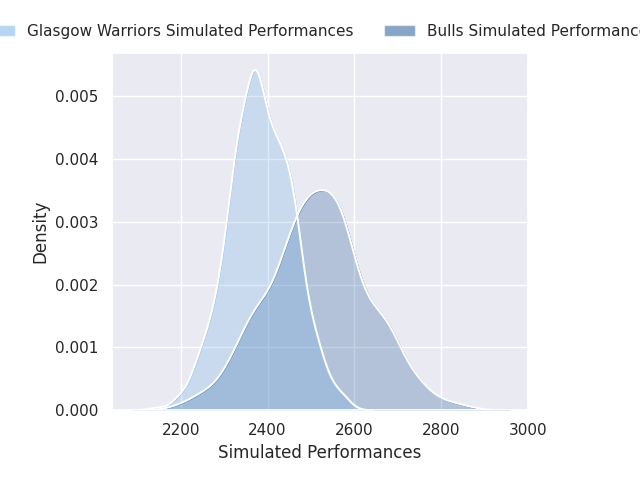 Glasgow Warriors Simulated Performances Bulls Simulated Performanc
0.005
0.004
0.003
0.002
0.001
0.000
Density
2200 2400 2600 2800 3000
Simulated Performances